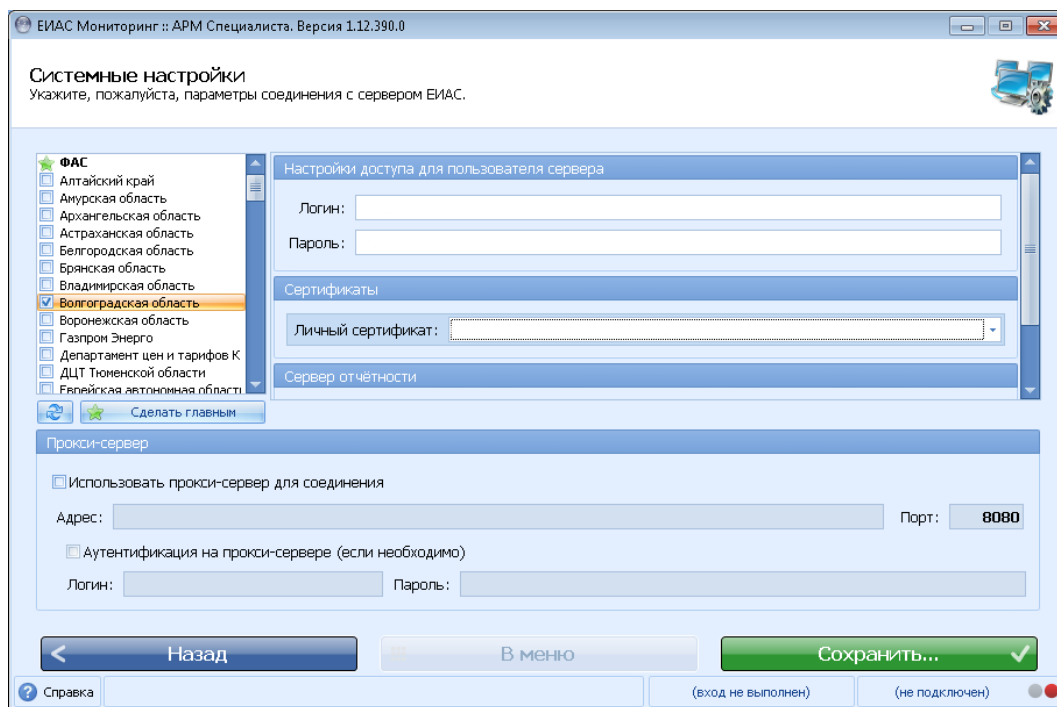 ЕИАС Мониторинг :: АРМ Специалиста. Версия 1.12.390.0
Системные настройки
Укажите, пожалуйста, параметры соединения с сервером ЕИАС.
ФАС
Алтайский край
Амурская область
Архангельская область
Астраханская область
Белгородская область
Брянская область
Владимирская область
Волгоградская область
Воронежская область
Газпром Энерго
Департамент цен и тарифов К
ДЦТ Тюменской области
Еврейская автономная область
Сделать главным
Настройки доступа для пользователя сервера
Логин:
Пароль:
Сертификаты
Личный сертификат:
Сервер отчётности
Прокси-сервер
Использовать прокси-сервер для соединения
Адрес:
Порт: 8080
Аутентификация на прокси-сервере (если необходимо)
Логин: Пароль:
< Назад
В меню
Сохранить...
? Справка
(вход не выполнен)
(не подключен)